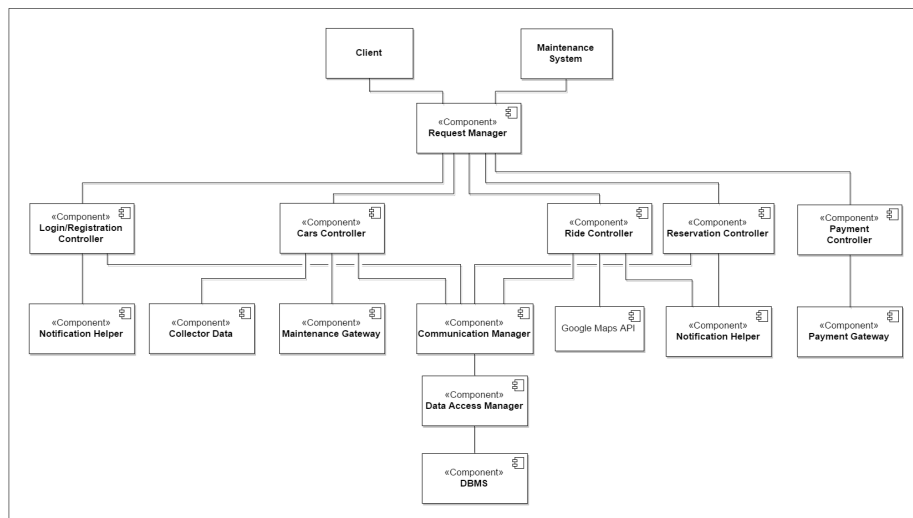 Client
Maintenance
System
«Component»
Request Manager
«Component»
Login/Registration
Controller
«Component»
Cars Controller
«Component»
Ride Controller
«Component»
Reservation Controller
«Component»
Payment
Controller
«Component»
Notification Helper
«Component»
Collector Data
«Component»
Maintenance Gateway
«Component»
Communication Manager
Google Maps API
«Component»
Notification Helper
«Component»
Payment Gateway
«Component»
Data Access Manager
«Component»
DBMS